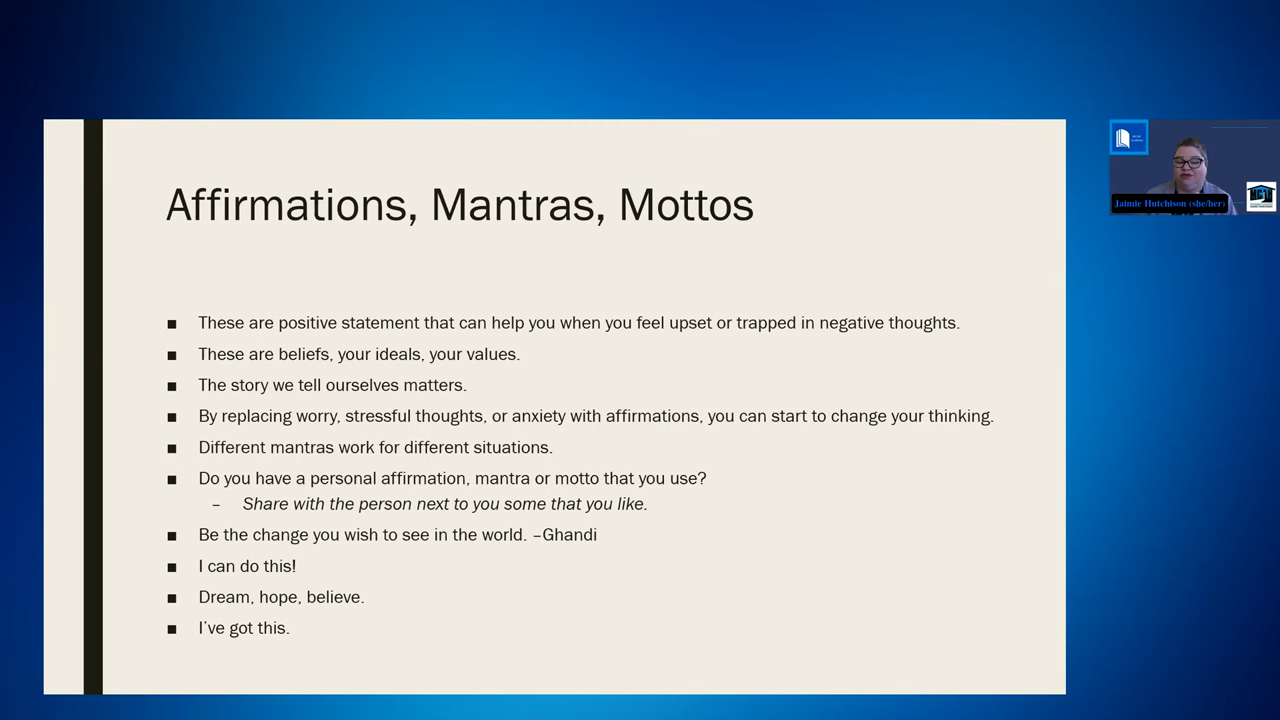 Affirmations, Mantras, Mottos
■ These are positive statement that can help you when you feel upset or trapped in negative thoughts.
■ These are beliefs, your ideals, your values.
■ The story we tell ourselves matters.
■ By replacing worry, stressful thoughts, or anxiety with affirmations, you can start to change your thinking.
■ Different mantras work for different situations.
■ Do you have a personal affirmation, mantra or motto that you use?
– Share with the person next to you some that you like.
■ Be the change you wish to see in the world. –Ghandi
■ I can do this!
■ Dream, hope, believe.
■ I’ve got this.
Jaimie Hutchison (she/her)